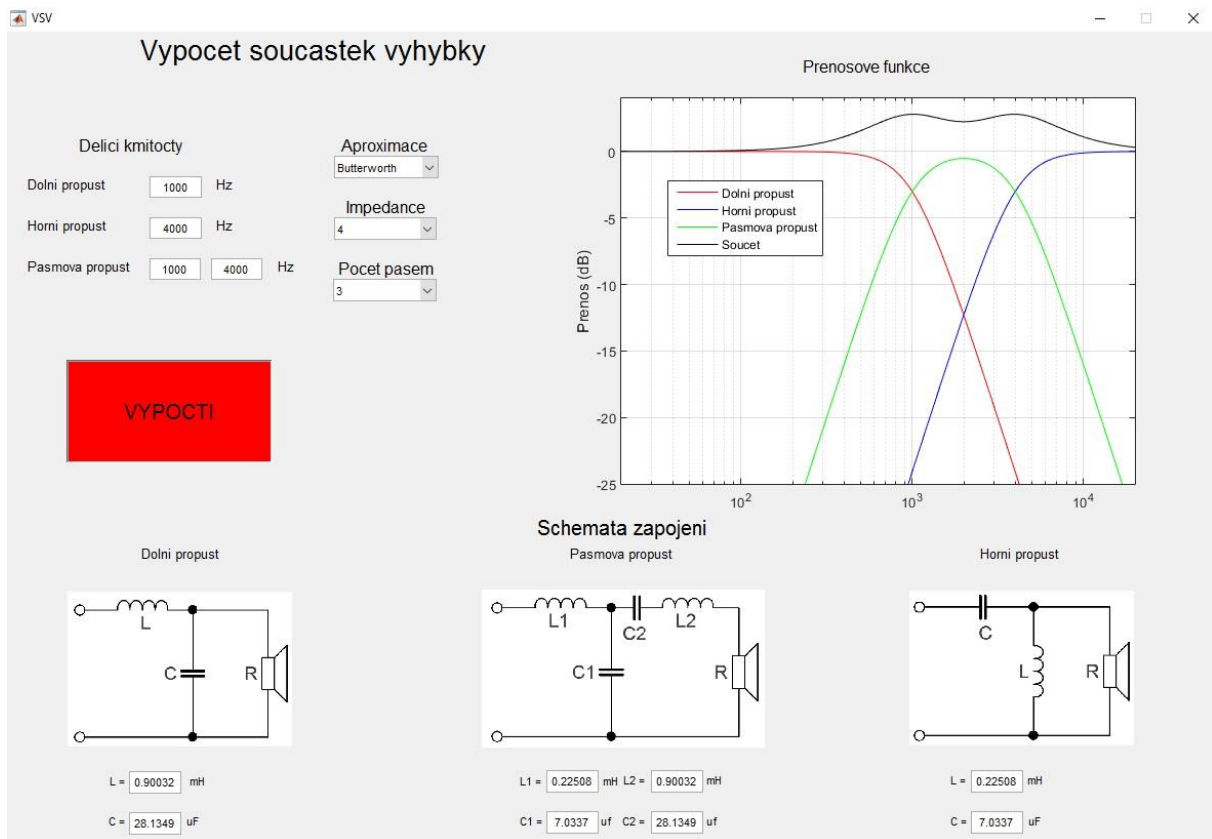 VSV
Vypocet soucastek vyhybky
Delici kmitocty
Dolni propust 1000 Hz
Horni propust 4000 Hz
Pasmova propust 1000 4000 Hz
Aproximace
Butterworth
Impedance
4
Pocet pasem
3
VYPOCTI
Prenosove funkce
Prenos (dB)
0
-5
-10
-15
-20
-25
10^2
10^3
10^4
Dolni propust
Horni propust
Pasmova propust
Soucet
Schemata zapojeni
Dolni propust
L
C
R
L = 0.90032 mH
C = 28.1349 uF
Pasmova propust
L1
C2
L2
C1
R
L1 = 0.22508 mH L2 = 0.90032 mH
C1 = 7.0337 uf C2 = 28.1349 uf
Horni propust
C
L
R
L = 0.22508 mH
C = 7.0337 uF